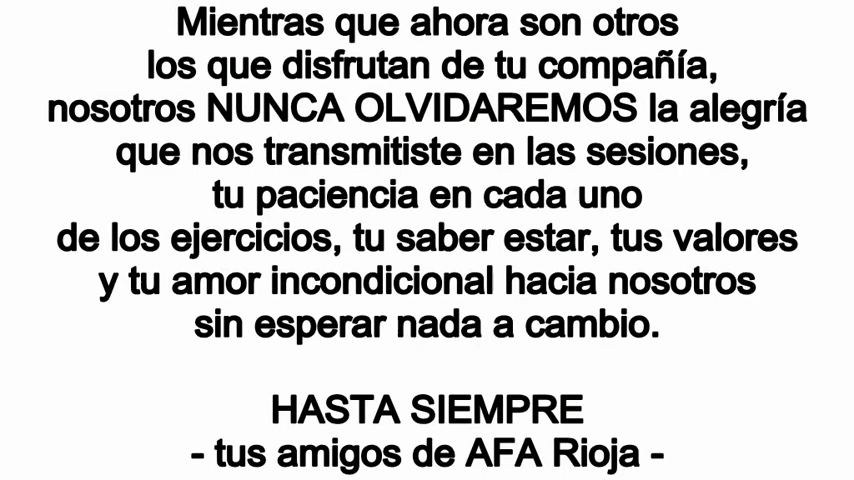 Mientras que ahora son otros
los que disfrutan de tu compañía,
nosotros NUNCA OLVIDAREMOS la alegría
que nos transmitiste en las sesiones,
tu paciencia en cada uno
de los ejercicios, tu saber estar, tus valores
y tu amor incondicional hacia nosotros
sin esperar nada a cambio.
HASTA SIEMPRE
- tus amigos de AFA Rioja -